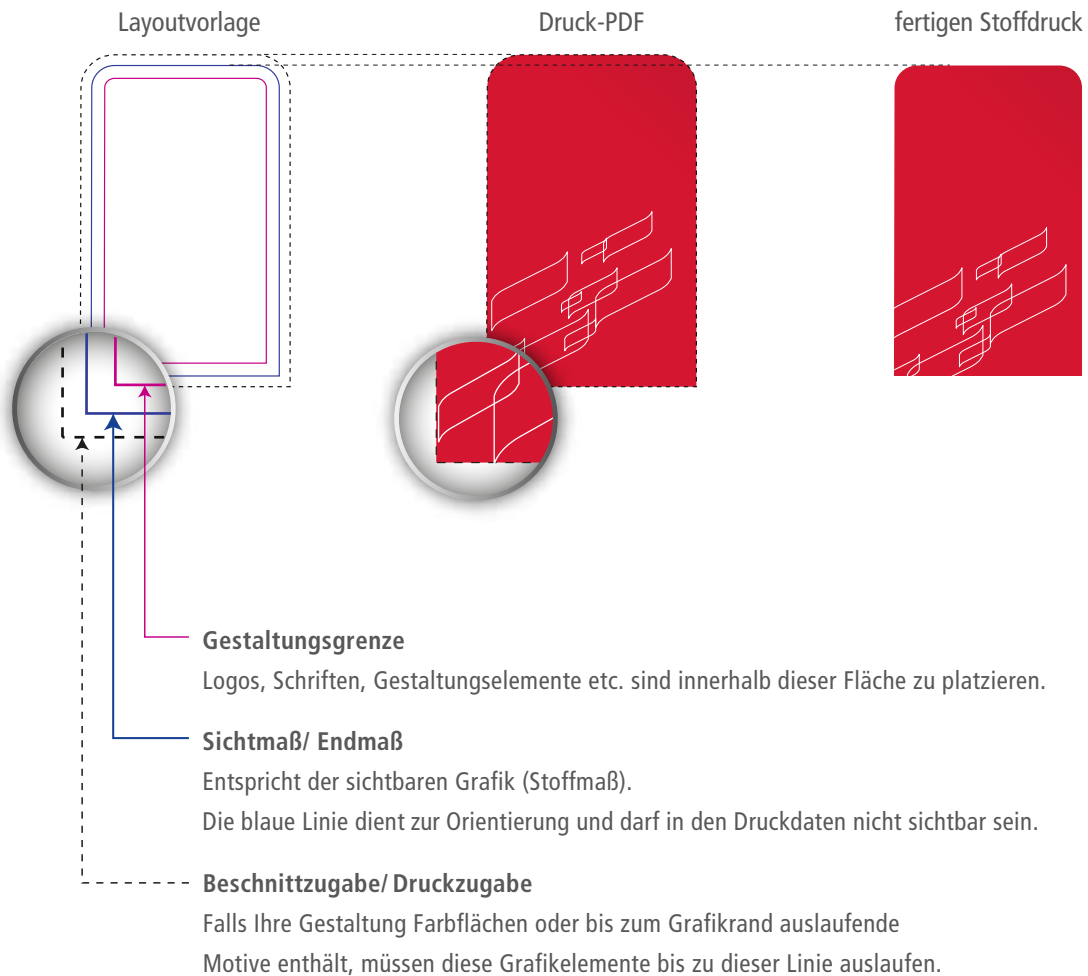 Layoutvorlage
Druck-PDF
fertigen Stoffdruck
Gestaltungsgrenze
Logos, Schriften, Gestaltungselemente etc. sind innerhalb dieser Fläche zu platzieren.
Sichtmaß/ Endmaß
Entspricht der sichtbaren Grafik (Stoffmaß).
Die blaue Linie dient zur Orientierung und darf in den Druckdaten nicht sichtbar sein.
Beschnittzugabe/ Druckzugabe
Falls Ihre Gestaltung Farbflächen oder bis zum Grafikrand auslaufende
Motive enthält, müssen diese Grafikelemente bis zu dieser Linie auslaufen.